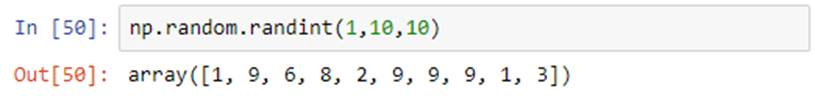 In [50]: np.random.randint(1,10,10)
Out[50]: array([1, 9, 6, 8, 2, 9, 9, 9, 1, 3])